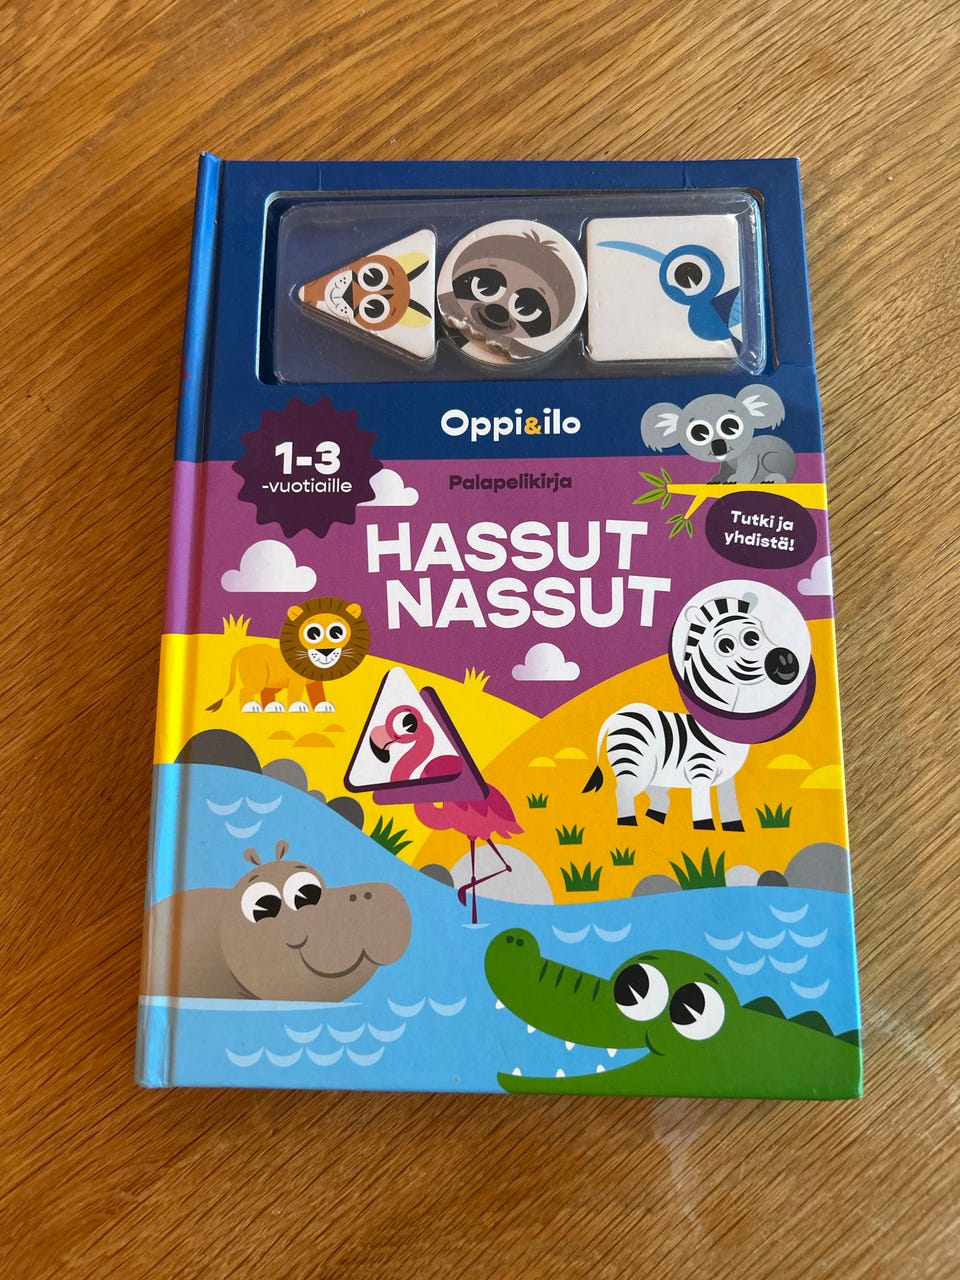 Oppi&ilo
1-3
-vuotiaille
Palapelikirja
HASSUT
NASSUT
Tutki ja
yhdistä!